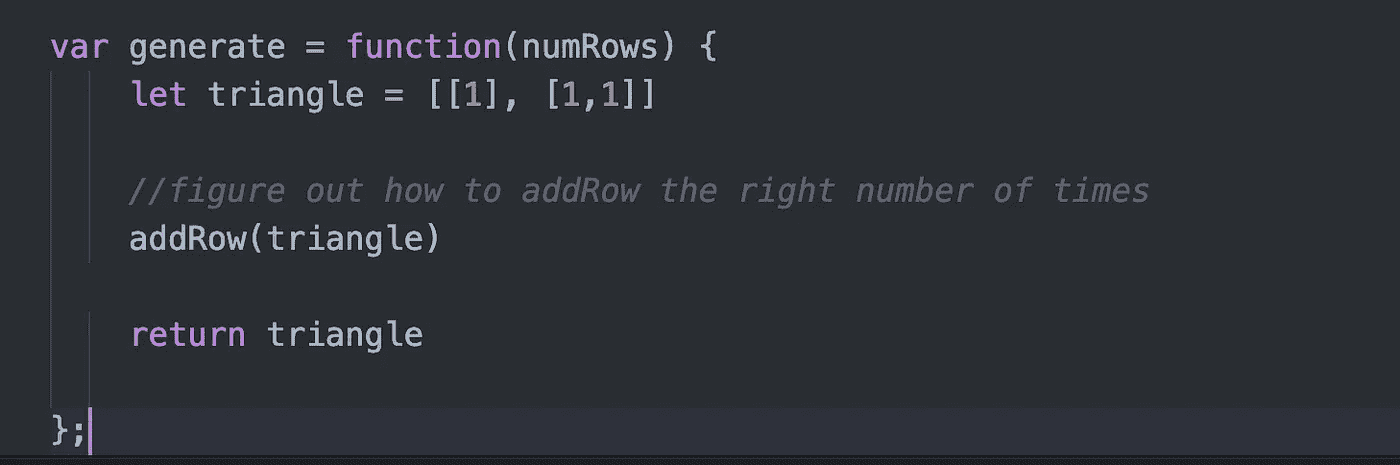 var generate = function(numRows) {
    let triangle = [[1], [1,1]]
    //figure out how to addRow the right number of times
    addRow(triangle)
    return triangle
};